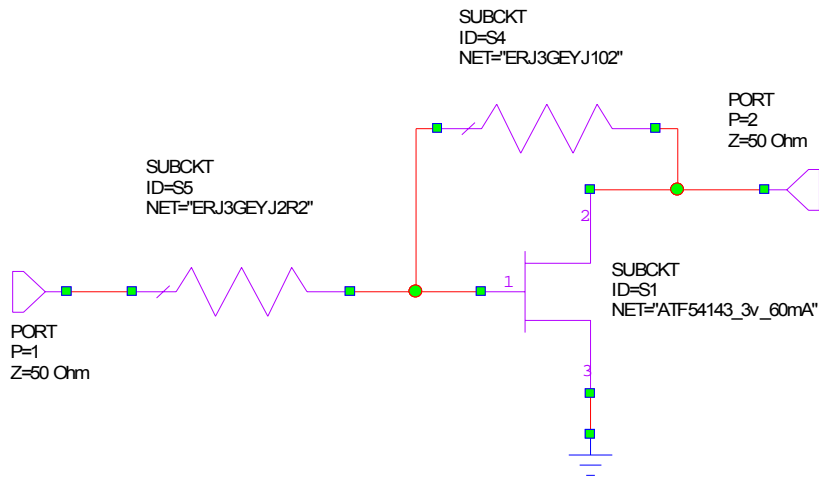 SUBCKT
ID=S4
NET="ERJ3GEYJ102"
PORT
P=2
Z=50 Ohm
SUBCKT
ID=S5
NET="ERJ3GEYJ2R2"
2
1
SUBCKT
ID=S1
NET="ATF54143_3v_60mA"
PORT
P=1
Z=50 Ohm
3